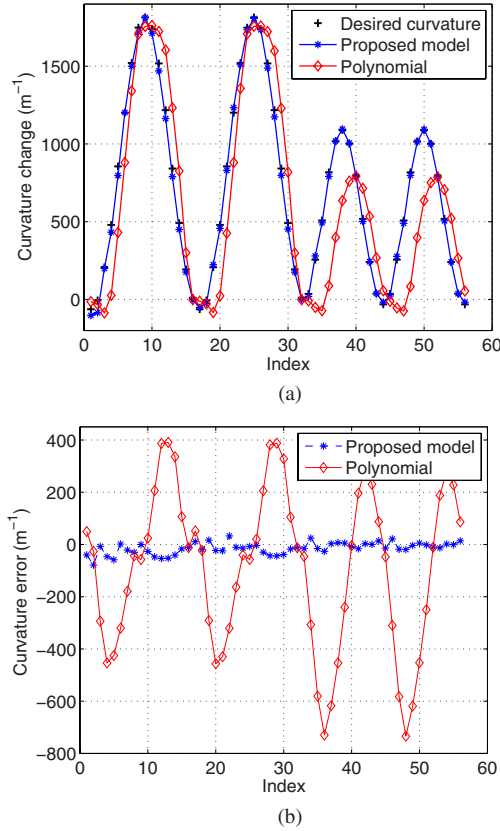 Desired curvature
Proposed model
Polynomial
Curvature change (m⁻¹)
1500
1000
500
0
0 10 20 30 40 50 60
Index
(a)
Proposed model
Polynomial
Curvature error (m⁻¹)
400
200
0
−200
−400
−600
−800
0 10 20 30 40 50 60
Index
(b)